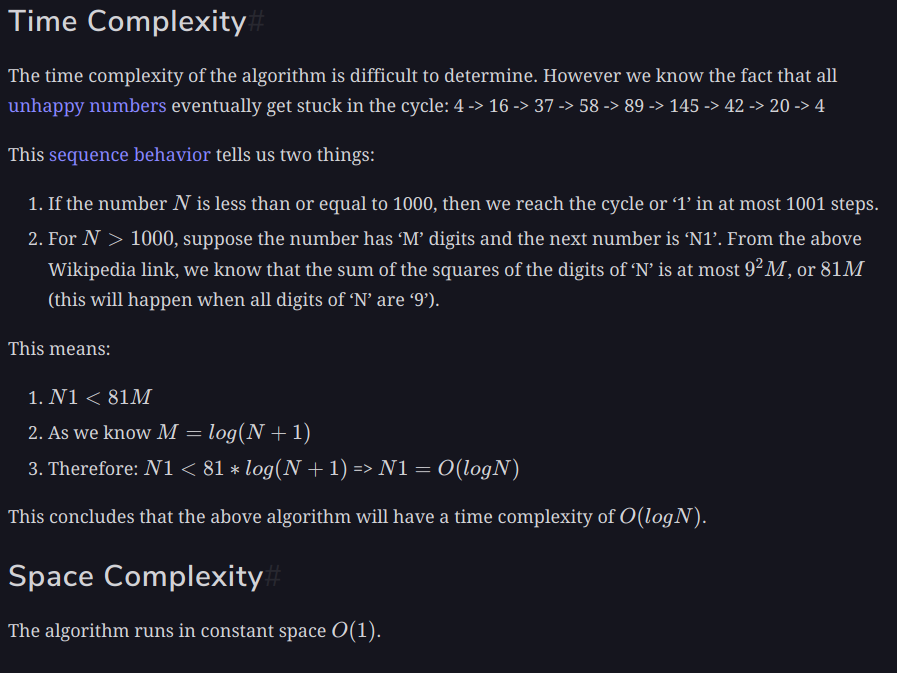 Time Complexity#
The time complexity of the algorithm is difficult to determine. However we know the fact that all
unhappy numbers eventually get stuck in the cycle: 4 -> 16 -> 37 -> 58 -> 89 -> 145 -> 42 -> 20 -> 4
This sequence behavior tells us two things:
1. If the number N is less than or equal to 1000, then we reach the cycle or ‘1’ in at most 1001 steps.
2. For N > 1000, suppose the number has ‘M’ digits and the next number is ‘N1’. From the above
Wikipedia link, we know that the sum of the squares of the digits of ‘N’ is at most 9²M, or 81M
(this will happen when all digits of ‘N’ are ‘9’).
This means:
1. N1 < 81M
2. As we know M = log(N + 1)
3. Therefore: N1 < 81 * log(N + 1) => N1 = O(logN)
This concludes that the above algorithm will have a time complexity of O(logN).
Space Complexity#
The algorithm runs in constant space O(1).